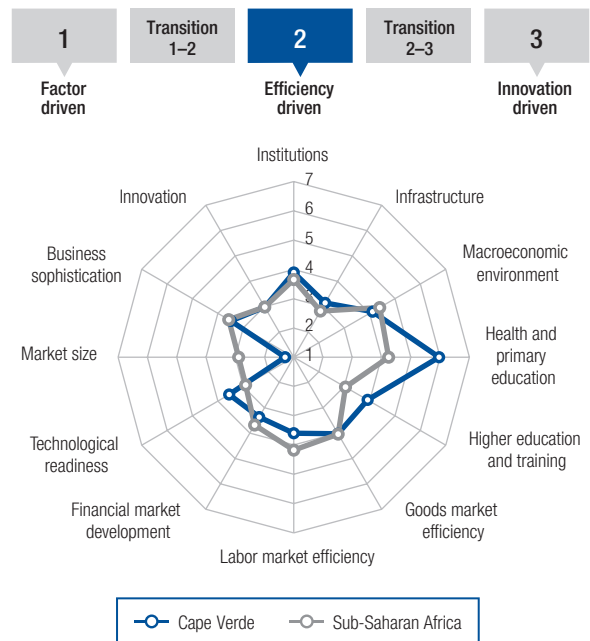 1
Transition
1–2
2
Transition
2–3
3
Factor
driven
Efficiency
driven
Innovation
driven
Institutions
Innovation
Infrastructure
Business
sophistication
Macroeconomic
environment
Market size
Health and
primary
education
Technological
readiness
Higher education
and training
Financial market
development
Goods market
efficiency
Labor market efficiency
7
6
5
4
3
2
1
Cape Verde
Sub-Saharan Africa